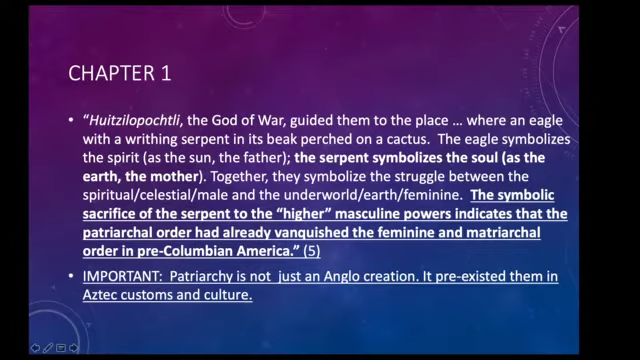 CHAPTER 1
• “Huitzilopochtli, the God of War, guided them to the place … where an eagle
with a writhing serpent in its beak perched on a cactus.  The eagle symbolizes
the spirit (as the sun, the father); the serpent symbolizes the soul (as the
earth, the mother). Together, they symbolize the struggle between the
spiritual/celestial/male and the underworld/earth/feminine.  The symbolic
sacrifice of the serpent to the “higher” masculine powers indicates that the
patriarchal order had already vanquished the feminine and matriarchal
order in pre-Columbian America.” (5)
• IMPORTANT:  Patriarchy is not  just an Anglo creation. It pre-existed them in
Aztec customs and culture.